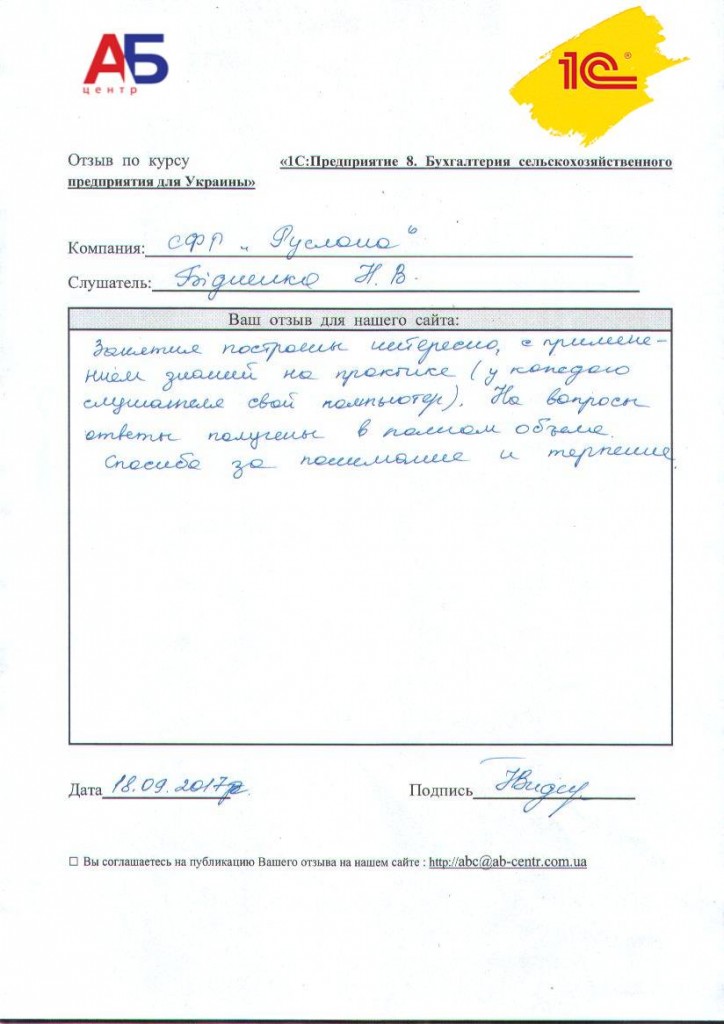 АБ
центр
1С®
Отзыв по курсу «1С:Предприятие 8. Бухгалтерия сельскохозяйственного
предприятия для Украины»
Компания: СФГ „Руслана“
Слушатель: Бідненко Н. В.
Ваш отзыв для нашего сайта:
Занятия построены интересно, с примене-
нием знаний на практике (у каждого
слушателя свой компьютер). На вопросы
ответы получены в полном объеме.
Спасибо за понимание и терпение.
Дата 18.09.2017г.
Подпись
☐ Вы соглашаетесь на публикацию Вашего отзыва на нашем сайте : http://abc@ab-centr.com.ua